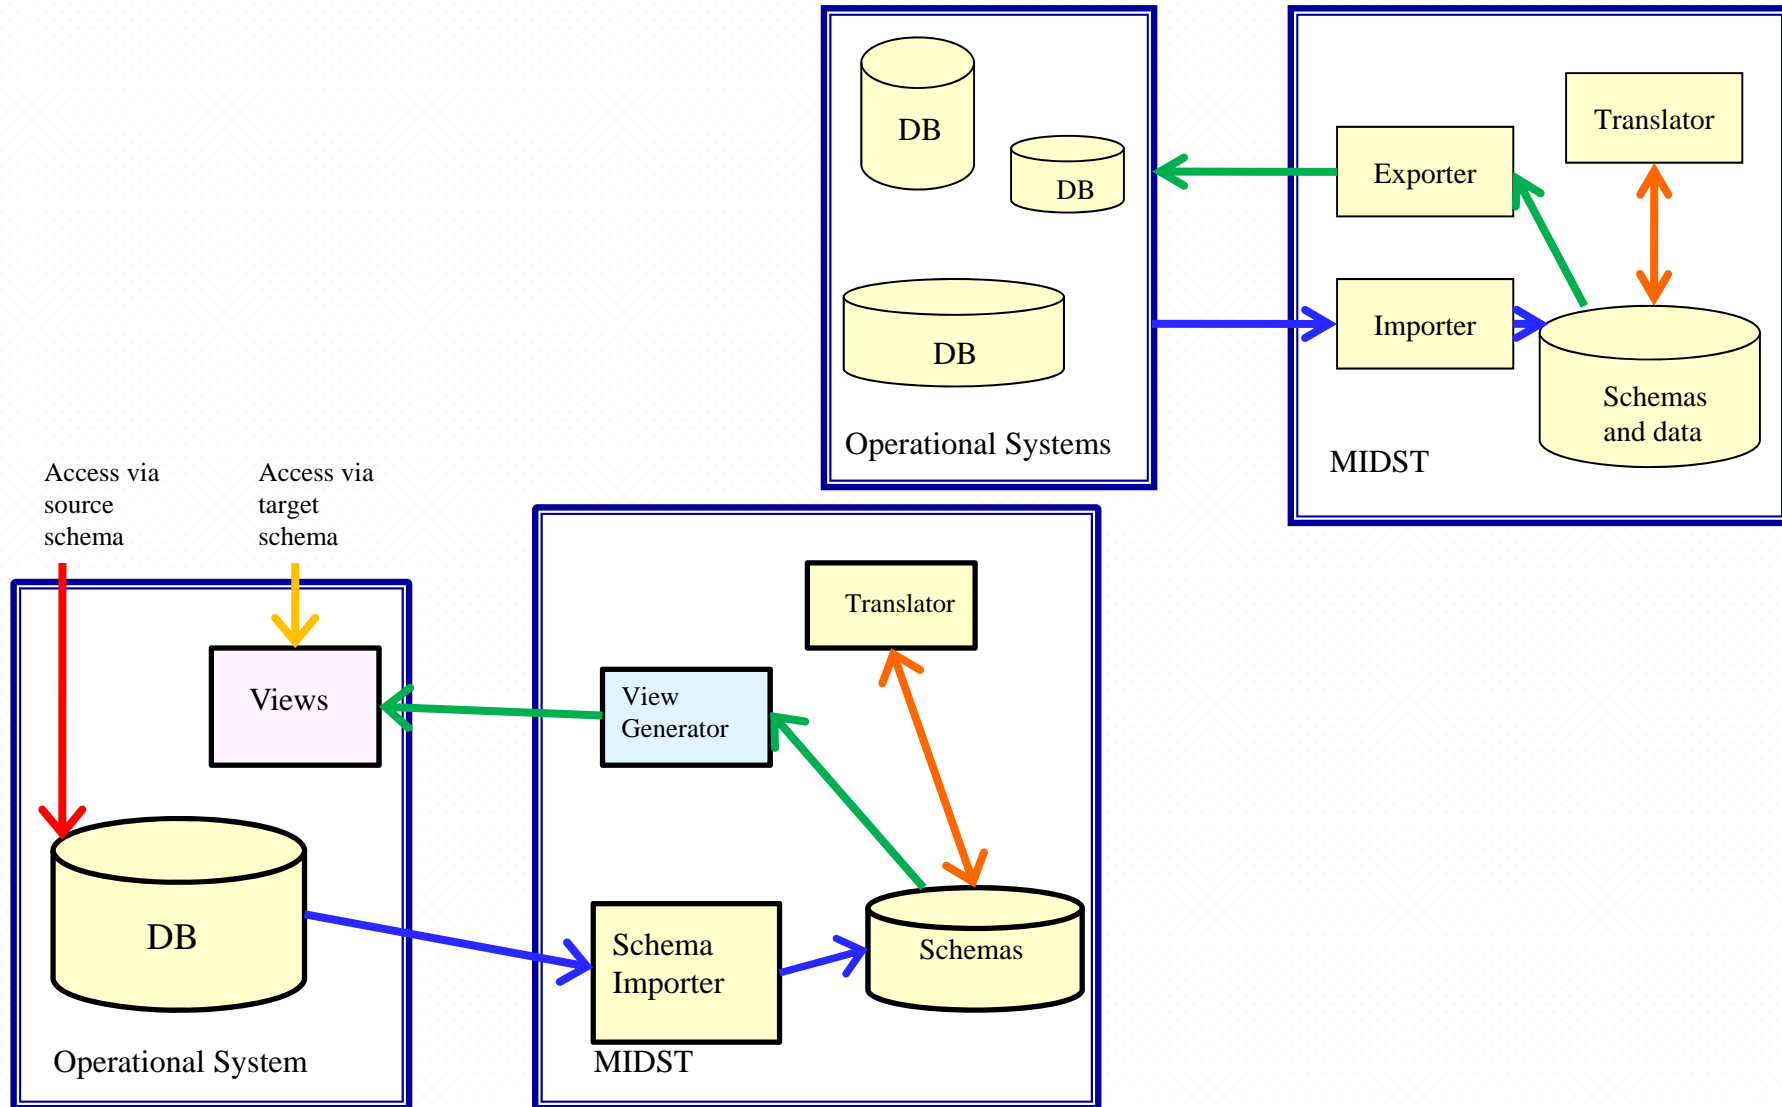 DB
DB
DB
Operational Systems
Translator
Exporter
Importer
Schemas
and data
MIDST
Access via
source
schema
Access via
target
schema
Views
DB
Operational System
Translator
View
Generator
Schema
Importer
Schemas
MIDST